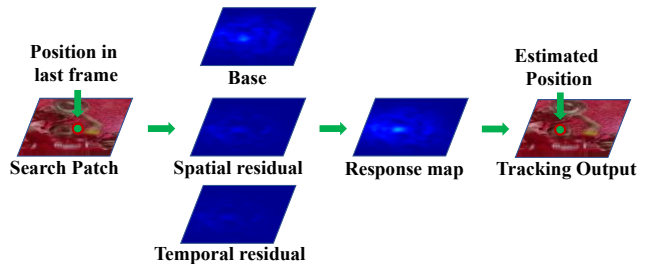 Position in
last frame
Search Patch
Base
Spatial residual
Temporal residual
Response map
Estimated
Position
Tracking Output